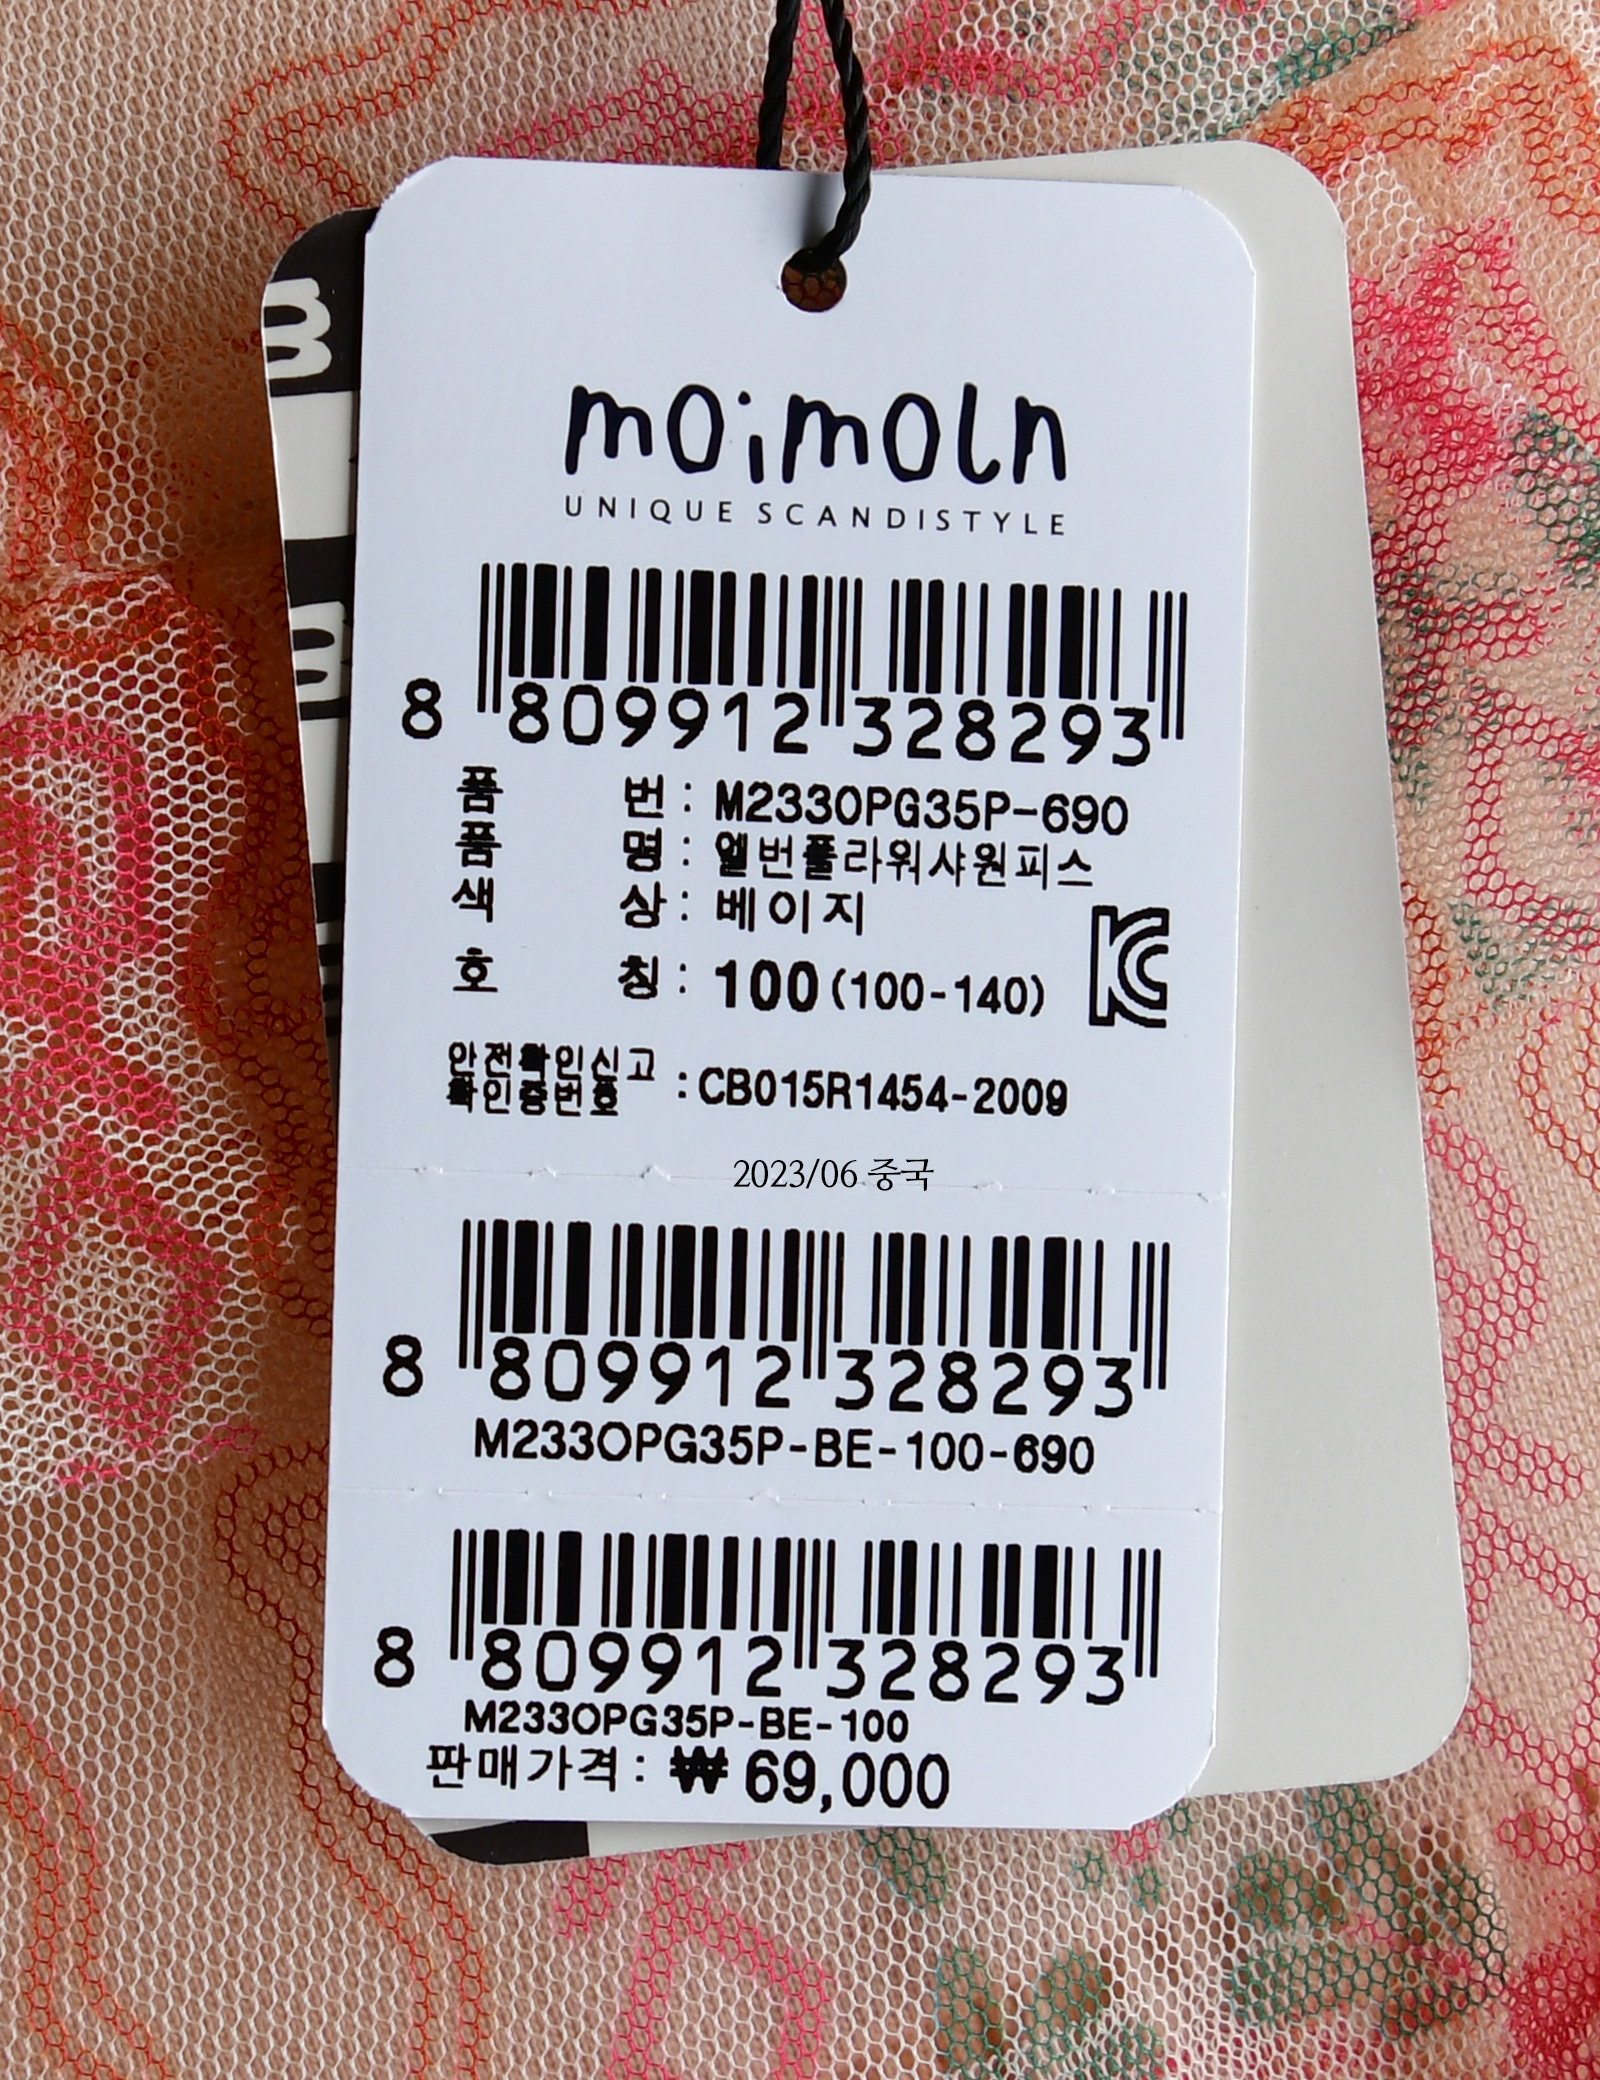 moimoln
UNIQUE SCANDISTYLE
8 809912 328293
품 번 : M233OPG35P-690
품 명 : 엘번플라워샤원피스
색 상 : 베이지
호 칭 : 100 (100-140)
안전확인신고
확인증번호 : CB015R1454-2009
2023/06 중국
8 809912 328293
M233OPG35P-BE-100-690
8 809912 328293
M233OPG35P-BE-100
판매가격 : ₩ 69,000